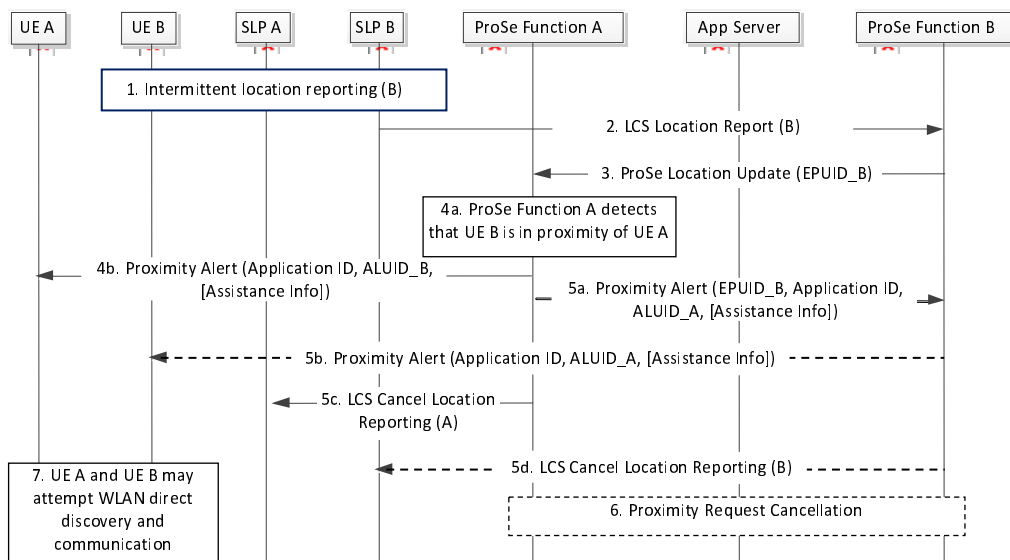 UE A
UE B
SLP A
SLP B
ProSe Function A
App Server
ProSe Function B
1. Intermittent location reporting (B)
2. LCS Location Report (B)
3. ProSe Location Update (EPUID_B)
4a. ProSe Function A detects
that UE B is in proximity of UE A
4b. Proximity Alert (Application ID, ALUID_B,
[Assistance Info])
5a. Proximity Alert (EPUID_B, Application ID,
ALUID_A, [Assistance Info])
5b. Proximity Alert (Application ID, ALUID_A, [Assistance Info])
5c. LCS Cancel Location
Reporting (A)
5d. LCS Cancel Location Reporting (B)
7. UE A and UE B may
attempt WLAN direct
discovery and
communication
6. Proximity Request Cancellation